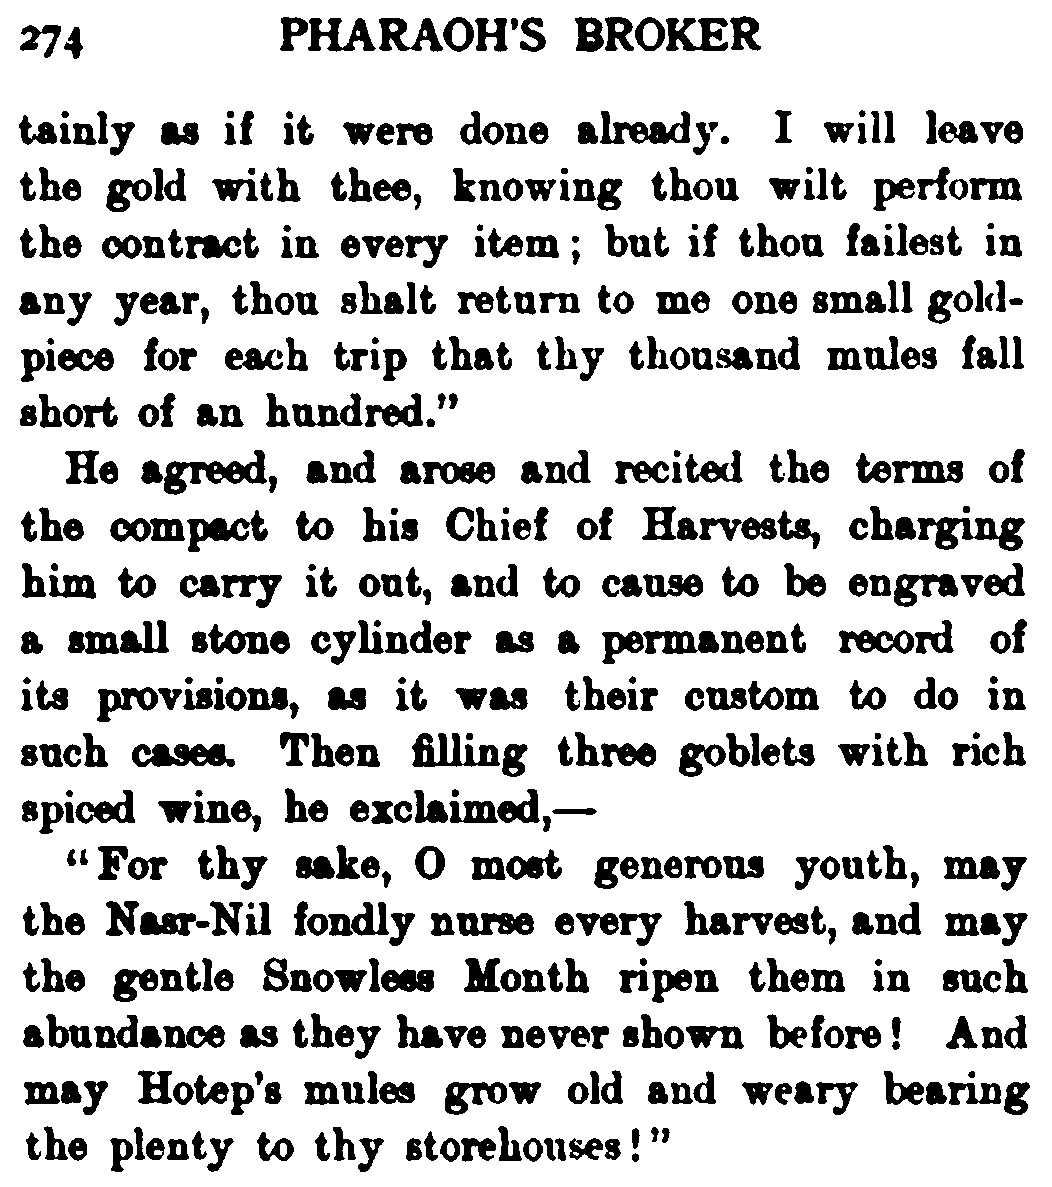 274 PHARAOH'S BROKER
tainly as if it were done already. I will leave
the gold with thee, knowing thou wilt perform
the contract in every item; but if thou failest in
any year, thou shalt return to me one small gold-
piece for each trip that thy thousand mules fall
short of an hundred."
He agreed, and arose and recited the terms of
the compact to his Chief of Harvests, charging
him to carry it out, and to cause to be engraved
a small stone cylinder as a permanent record of
its provisions, as it was their custom to do in
such cases. Then filling three goblets with rich
spiced wine, he exclaimed,—
"For thy sake, O most generous youth, may
the Nasr-Nil fondly nurse every harvest, and may
the gentle Snowless Month ripen them in such
abundance as they have never shown before! And
may Hotep's mules grow old and weary bearing
the plenty to thy storehouses!"